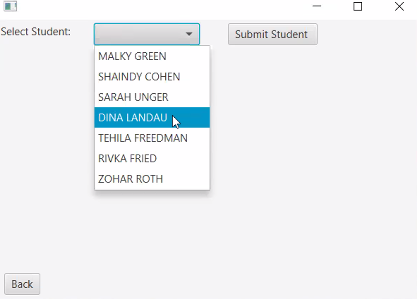 Select Student:
Submit Student
MALKY GREEN
SHAINDY COHEN
SARAH UNGER
DINA LANDAU
TEHILA FREEDMAN
RIVKA FRIED
ZOHAR ROTH
Back